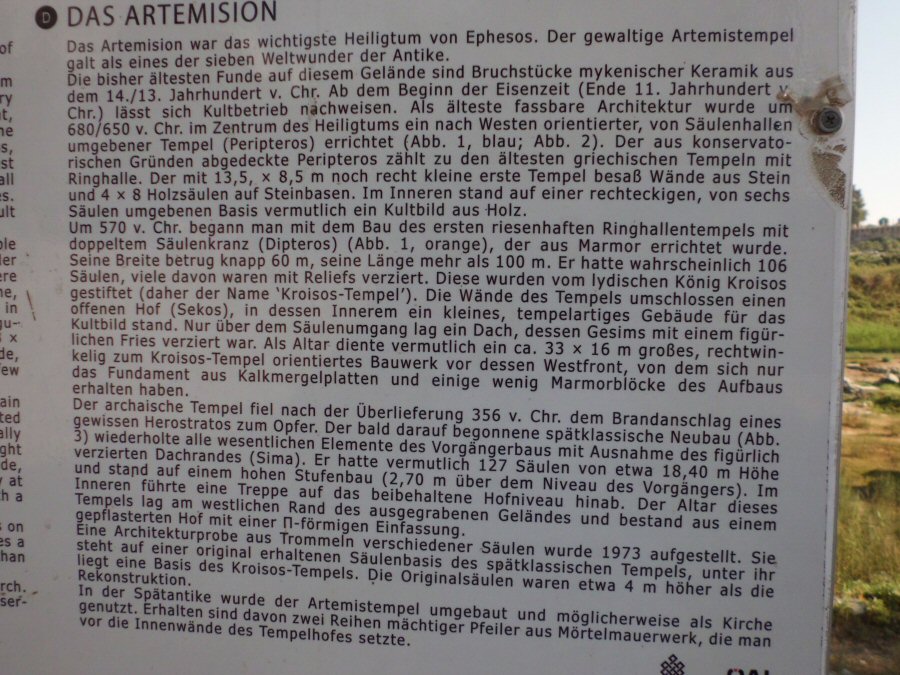 D DAS ARTEMISION
Das Artemision war das wichtigste Heiligtum von Ephesos. Der gewaltige Artemistempel
galt als eines der sieben Weltwunder der Antike.
Die bisher ältesten Funde auf diesem Gelände sind Bruchstücke mykenischer Keramik aus
dem 14./13. Jahrhundert v. Chr. Ab dem Beginn der Eisenzeit (Ende 11. Jahrhundert v.
Chr.) lässt sich Kultbetrieb nachweisen. Als älteste fassbare Architektur wurde um
680/650 v. Chr. im Zentrum des Heiligtums ein nach Westen orientierter, von Säulenhallen
umgebener Tempel (Peripteros) errichtet (Abb. 1, blau; Abb. 2). Der aus konservato-
rischen Gründen abgedeckte Peripteros zählt zu den ältesten griechischen Tempeln mit
Ringhalle. Der mit 13,5, × 8,5 m noch recht kleine erste Tempel besaß Wände aus Stein
und 4 × 8 Holzsäulen auf Steinbasen. Im Inneren stand auf einer rechteckigen, von sechs
Säulen umgebenen Basis vermutlich ein Kultbild aus Holz.
Um 570 v. Chr. begann man mit dem Bau des ersten riesenhaften Ringhallentempels mit
doppeltem Säulenkranz (Dipteros) (Abb. 1, orange), der aus Marmor errichtet wurde.
Seine Breite betrug knapp 60 m, seine Länge mehr als 100 m. Er hatte wahrscheinlich 106
Säulen, viele davon waren mit Reliefs verziert. Diese wurden vom lydischen König Kroisos
gestiftet (daher der Name ‘Kroisos-Tempel’). Die Wände des Tempels umschlossen einen
offenen Hof (Sekos), in dessen Innerem ein kleines, tempelartiges Gebäude für das
Kultbild stand. Nur über dem Säulenumgang lag ein Dach, dessen Gesims mit einem figür-
lichen Fries verziert war. Als Altar diente vermutlich ein ca. 33 × 16 m großes, rechtwin-
kelig zum Kroisos-Tempel orientiertes Bauwerk vor dessen Westfront, von dem sich nur
das Fundament aus Kalkmergelplatten und einige wenig Marmorblöcke des Aufbaus
erhalten haben.
Der archaische Tempel fiel nach der Überlieferung 356 v. Chr. dem Brandanschlag eines
gewissen Herostratos zum Opfer. Der bald darauf begonnene spätklassische Neubau (Abb.
3) wiederholte alle wesentlichen Elemente des Vorgängerbaus mit Ausnahme des figürlich
verzierten Dachrandes (Sima). Er hatte vermutlich 127 Säulen von etwa 18,40 m Höhe
und stand auf einem hohen Stufenbau (2,70 m über dem Niveau des Vorgängers). Im
Inneren führte eine Treppe auf das beibehaltene Hofniveau hinab. Der Altar dieses
Tempels lag am westlichen Rand des ausgegrabenen Geländes und bestand aus einem
gepflasterten Hof mit einer Π-förmigen Einfassung.
Eine Architekturprobe aus Trommeln verschiedener Säulen wurde 1973 aufgestellt. Sie
steht auf einer original erhaltenen Säulenbasis des spätklassischen Tempels, unter ihr
liegt eine Basis des Kroisos-Tempels. Die Originalsäulen waren etwa 4 m höher als die
Rekonstruktion.
In der Spätantike wurde der Artemistempel umgebaut und möglicherweise als Kirche
genutzt. Erhalten sind davon zwei Reihen mächtiger Pfeiler aus Mörtelmauerwerk, die man
vor die Innenwände des Tempelhofes setzte.